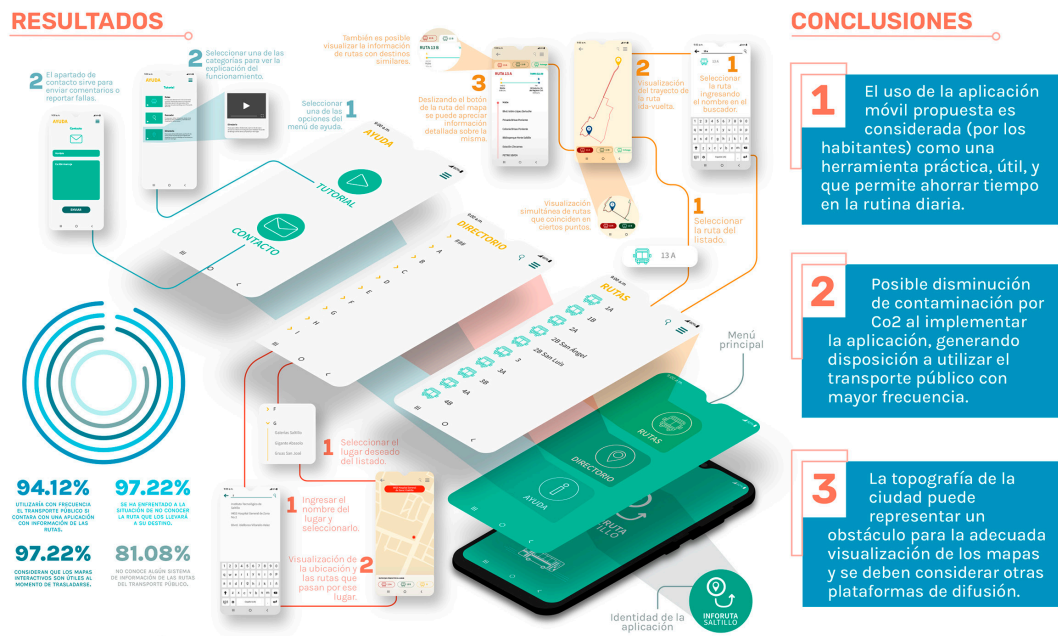 RESULTADOS
2 El apartado de
contacto sirve para
enviar comentarios o
reportar fallas.
2 Seleccionar una de las
categorías para ver la
explicación del
funcionamiento.
AYUDA
Tutorial
AYUDA
Contacto
ENVIAR
Seleccionar
una de las
opciones del
menú de ayuda.
1
También es posible
visualizar la información
de rutas con destinos
similares.
RUTA 13 B
3
Deslizando el botón
de la ruta del mapa
se puede apreciar
información
detallada sobre la
misma.
RUTA 13 A
2
Visualización
del trayecto de
la ruta
ida-vuelta.
1
Seleccionar
la ruta
ingresando
el nombre en el
buscador.
Visualización
simultánea de rutas
que coinciden en
ciertos puntos.
1
Seleccionar
la ruta del
listado.
13 A
AYUDA
TUTORIAL
CONTACTO
DIRECTORIO
A
B
C
D
E
F
G
H
I
RUTAS
1A
1B
2A
2B San Ángel
2B San Luis
3
3A
3B
4A
4B
Menú
principal
RUTAS
DIRECTORIO
AYUDA
F
G
Galerías Saltillo
1 Seleccionar el
lugar deseado
del listado.
1 Ingresar el
nombre del
lugar y
seleccionarlo.
Visualización de
la ubicación y
las rutas que
pasan por ese
lugar.
2
RUTA
TILLO
Identidad de la
aplicación
INFORUTA
SALTILLO
94.12%
UTILIZARÍA CON FRECUENCIA
EL TRANSPORTE PÚBLICO SI
CONTARA CON UNA APLICACIÓN
CON INFORMACIÓN DE LAS
RUTAS.
97.22%
SE HA ENFRENTADO A LA
SITUACIÓN DE NO CONOCER
LA RUTA QUE LOS LLEVARÁ
A SU DESTINO.
97.22%
CONSIDERAN QUE LOS MAPAS
INTERACTIVOS SON ÚTILES AL
MOMENTO DE TRASLADARSE.
81.08%
NO CONOCE ALGÚN SISTEMA
DE INFORMACIÓN DE LAS RUTAS
DEL TRANSPORTE PÚBLICO.
CONCLUSIONES
1
El uso de la aplicación
móvil propuesta es
considerada (por los
habitantes) como una
herramienta práctica, útil, y
que permite ahorrar tiempo
en la rutina diaria.
2
Posible disminución
de contaminación por
Co2 al implementar
la aplicación, generando
disposición a utilizar el
transporte público con
mayor frecuencia.
3
La topografía de la
ciudad puede
representar un
obstáculo para la adecuada
visualización de los mapas
y se deben considerar otras
plataformas de difusión.